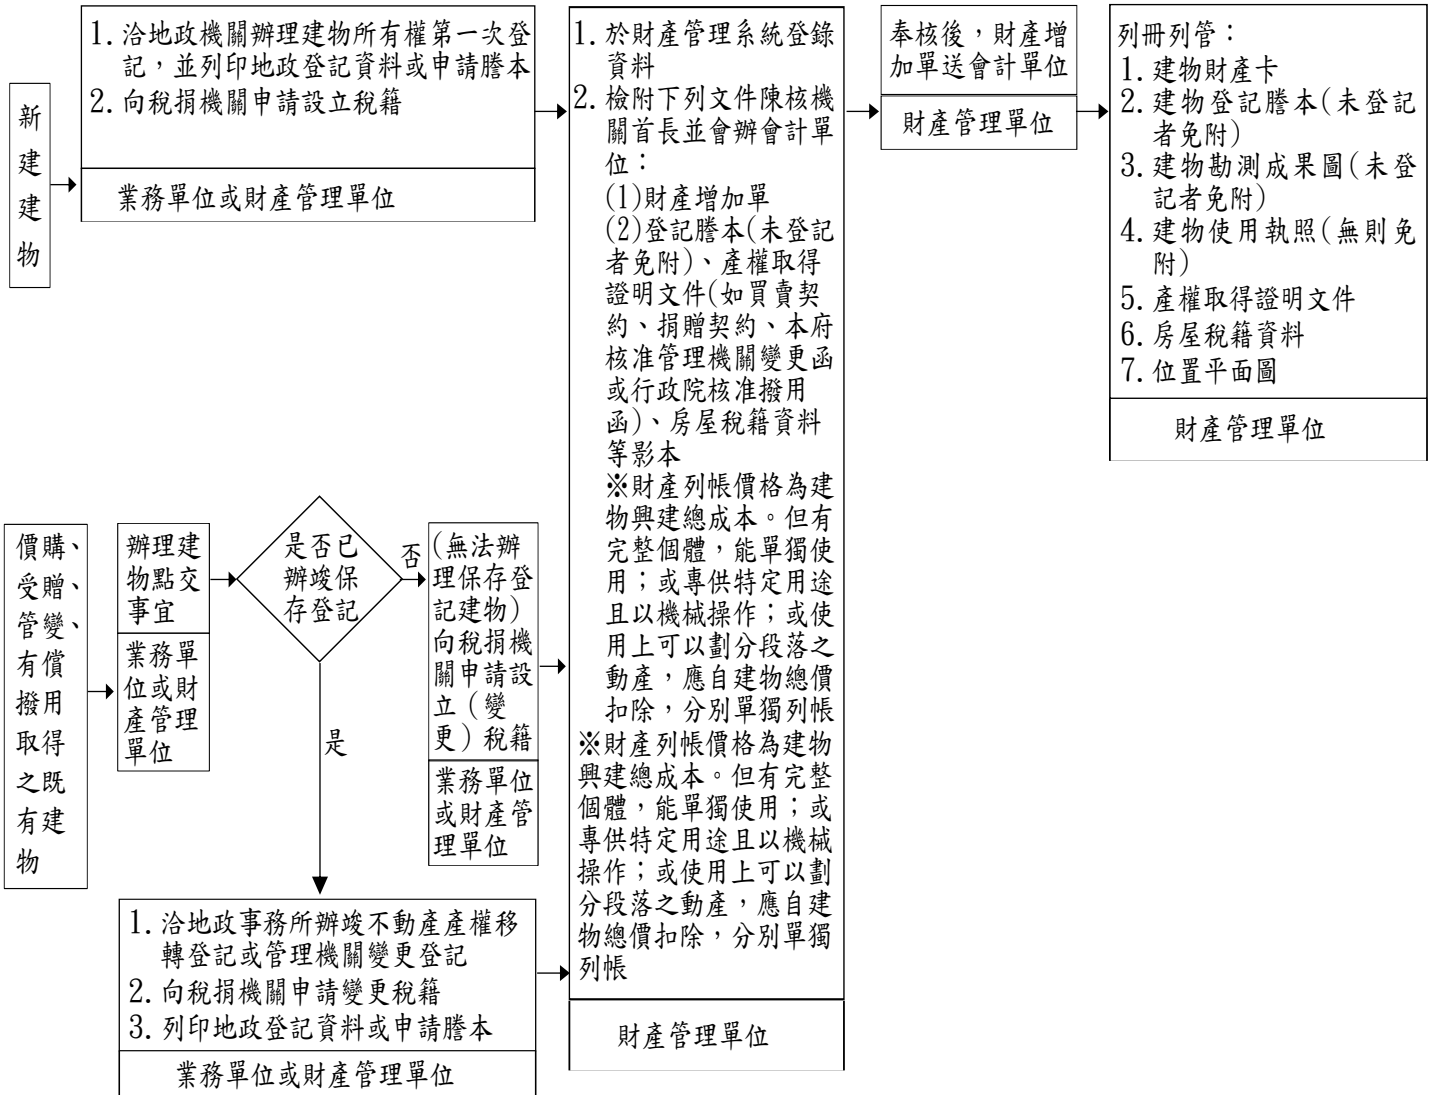 新
建
建
物
1. 洽地政機關辦理建物所有權第一次登
記，並列印地政登記資料或申請謄本
2. 向稅捐機關申請設立稅籍
業務單位或財產管理單位
價購、
受贈、
管變、
有償
撥用
取得
之既
有建
物
辦理建
物點交
事宜
業務單
位或財
產管理
單位
是否已
辦竣保
存登記
否
是
(無法辦
理保存登
記建物)
向稅捐機
關申請設
立（變
更）稅籍
業務單位
或財產管
理單位
1. 洽地政事務所辦竣不動產產權移
轉登記或管理機關變更登記
2. 向稅捐機關申請變更稅籍
3. 列印地政登記資料或申請謄本
業務單位或財產管理單位
1. 於財產管理系統登錄
資料
2. 檢附下列文件陳核機
關首長並會辦會計單
位：
(1)財產增加單
(2)登記謄本(未登記
者免附)、產權取得
證明文件(如買賣契
約、捐贈契約、本府
核准管理機關變更函
或行政院核准撥用
函)、房屋稅籍資料
等影本
※財產列帳價格為建
物興建總成本。但有
完整個體，能單獨使
用；或專供特定用途
且以機械操作；或使
用上可以劃分段落之
動產，應自建物總價
扣除，分別單獨列帳
※財產列帳價格為建物
興建總成本。但有完整
個體，能單獨使用；或
專供特定用途且以機械
操作；或使用上可以劃
分段落之動產，應自建
物總價扣除，分別單獨
列帳
財產管理單位
奉核後，財產增
加單送會計單位
財產管理單位
列冊列管：
1. 建物財產卡
2. 建物登記謄本(未登記
者免附)
3. 建物勘測成果圖(未登
記者免附)
4. 建物使用執照(無則免
附)
5. 產權取得證明文件
6. 房屋稅籍資料
7. 位置平面圖
財產管理單位